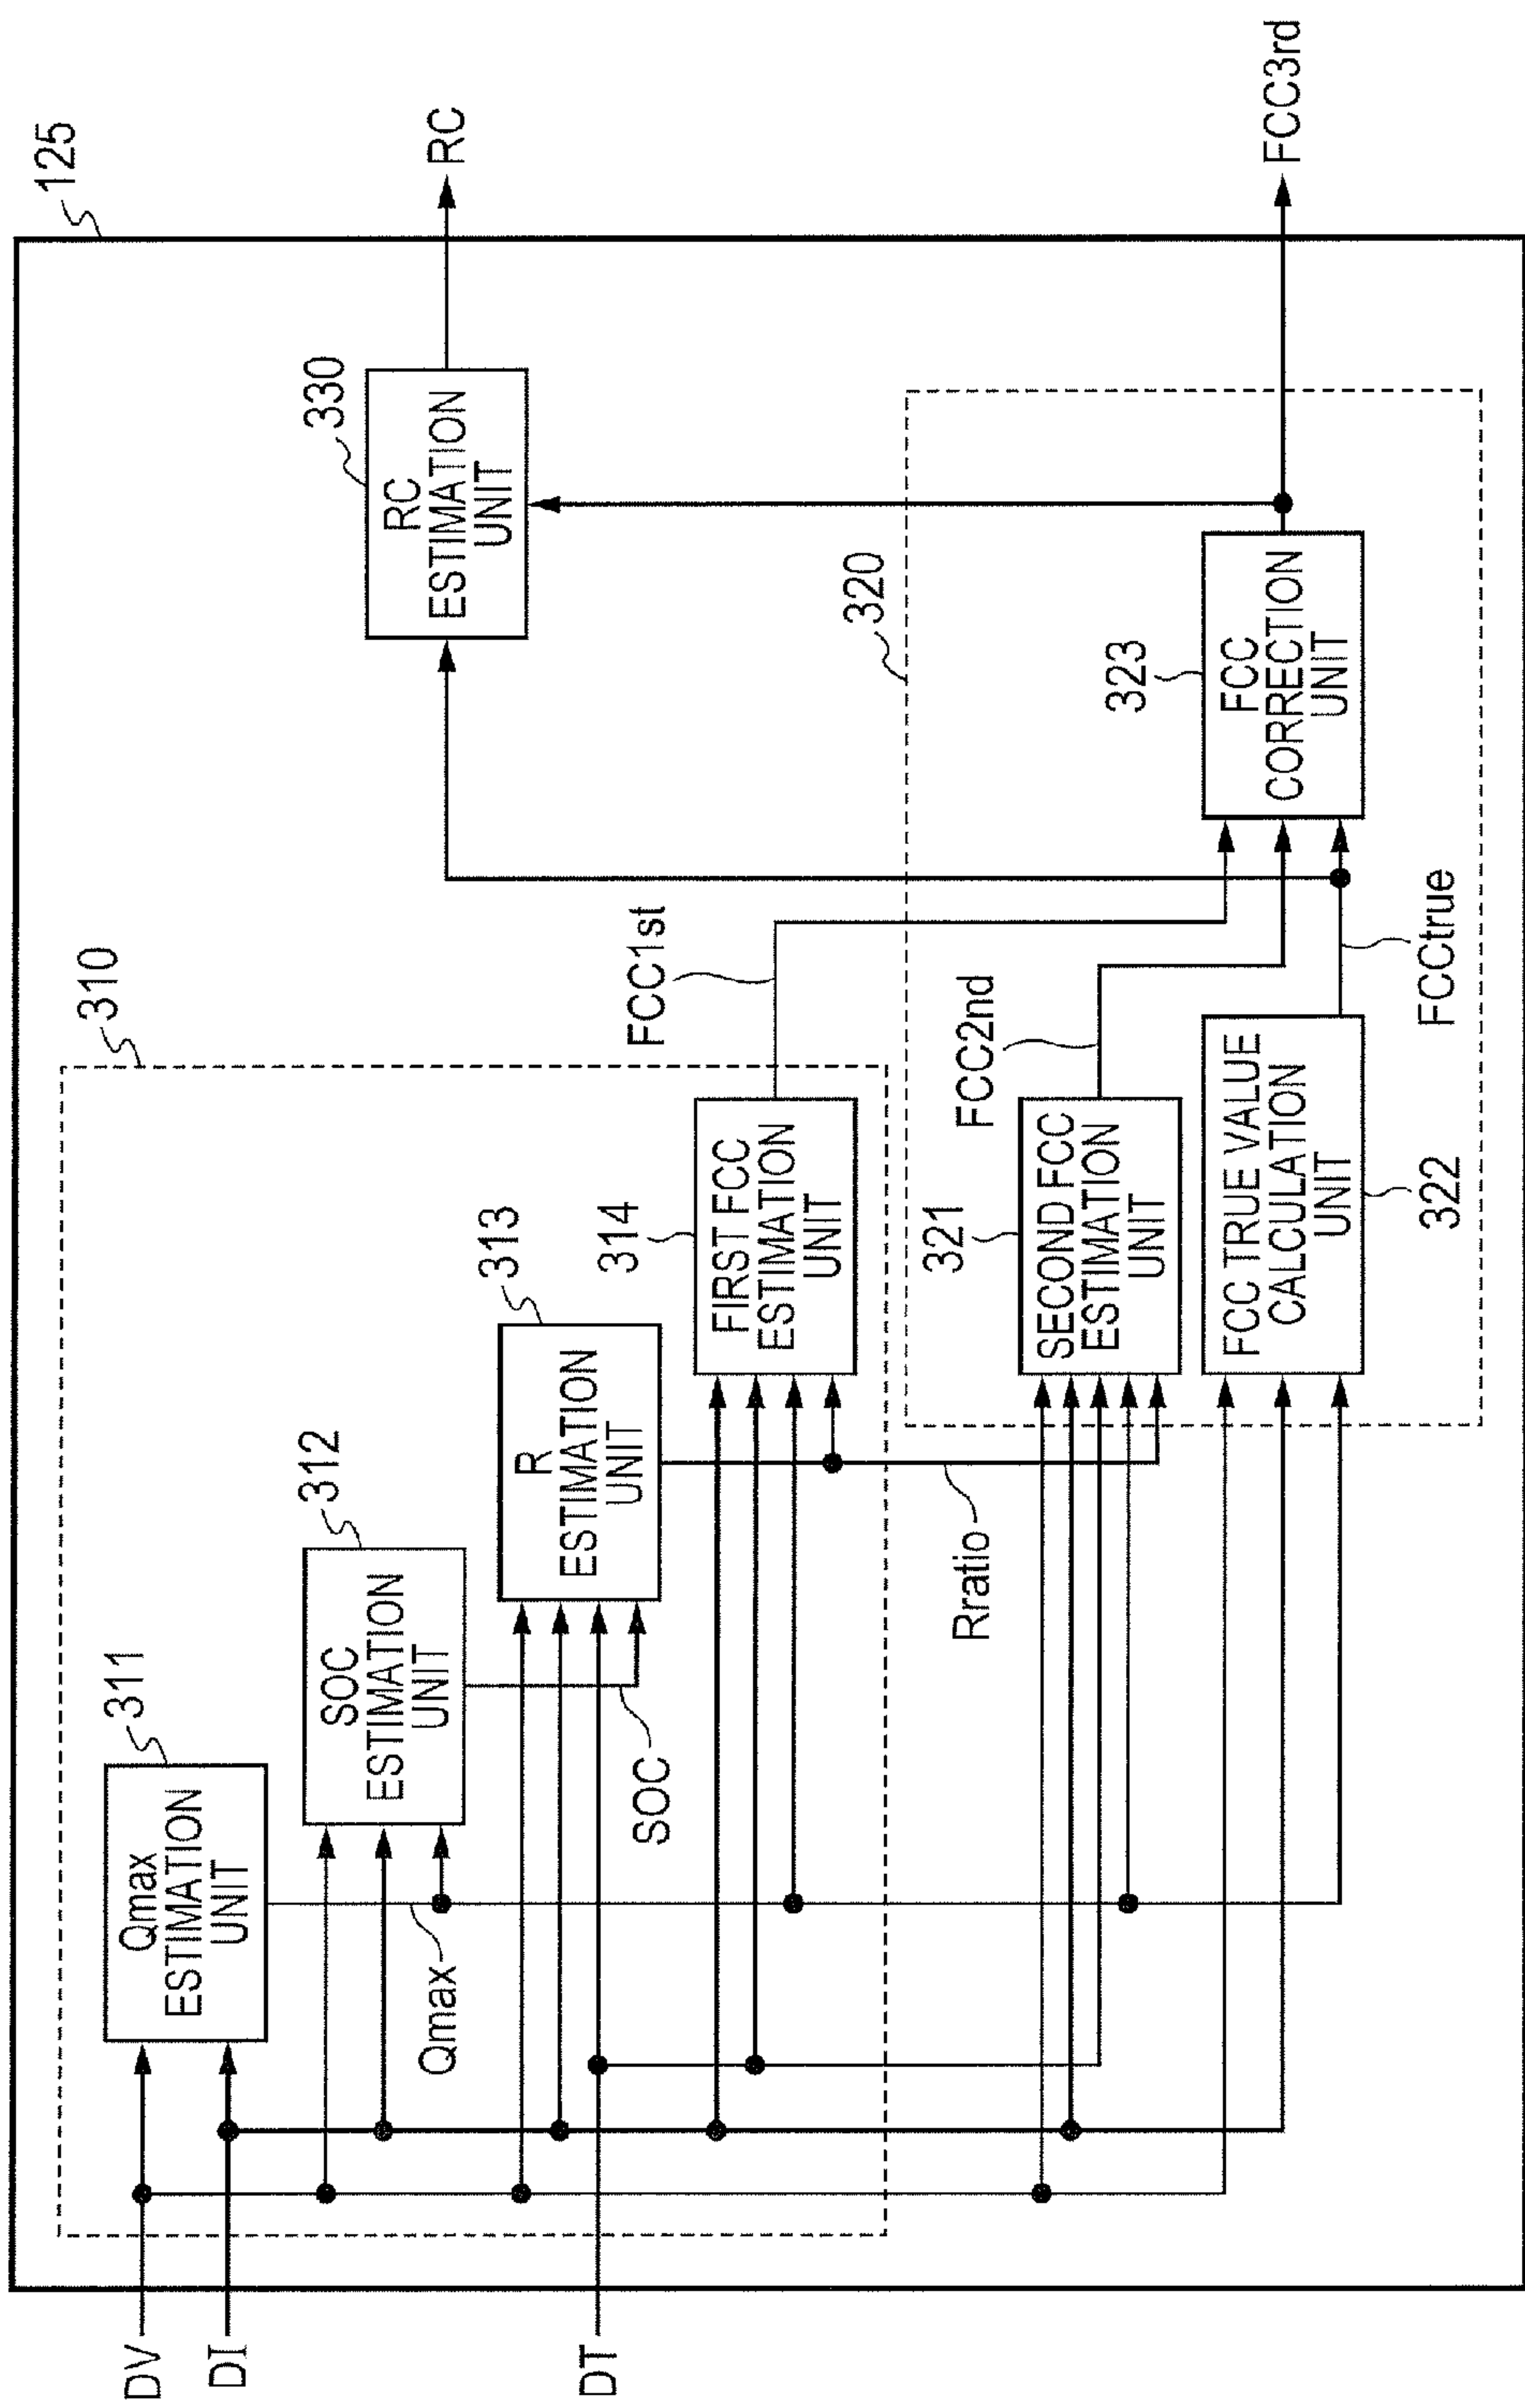 125
310
311
Qmax
ESTIMATION
UNIT
312
SOC
ESTIMATION
UNIT
313
R
ESTIMATION
UNIT
314
FIRST FCC
ESTIMATION
UNIT
DV
DI
DT
Qmax
SOC
Rratio
FCC1st
320
321
SECOND FCC
ESTIMATION
UNIT
FCC2nd
FCC TRUE VALUE
CALCULATION
UNIT
322
FCCtrue
323
FCC
CORRECTION
UNIT
330
RC
ESTIMATION
UNIT
RC
FCC3rd